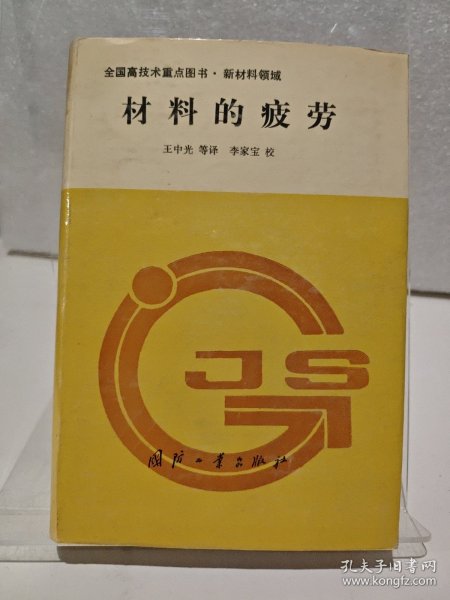 全国高技术重点图书·新材料领域
材料的疲劳
王中光 等译 李家宝 校
GJS
国防工业出版社
孔夫子旧书网
www.kongfz.com